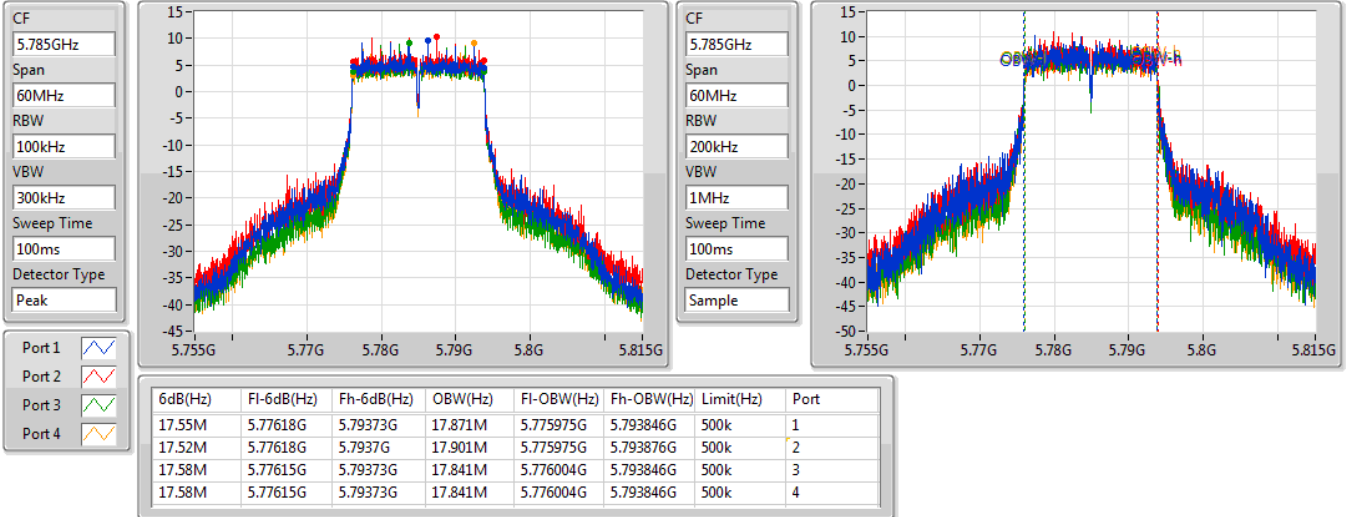 CF
5.785GHz
Span
60MHz
RBW
100kHz
VBW
300kHz
Sweep Time
100ms
Detector Type
Peak
15
10
5
0
-5
-10
-15
-20
-25
-30
-35
-40
-45
5.755G 5.77G 5.78G 5.79G 5.8G 5.815G
CF
5.785GHz
Span
60MHz
RBW
200kHz
VBW
1MHz
Sweep Time
100ms
Detector Type
Sample
15
10
5
0
-5
-10
-15
-20
-25
-30
-35
-40
-45
-50
5.755G 5.77G 5.78G 5.79G 5.8G 5.815G
Port 1
Port 2
Port 3
Port 4
6dB(Hz) Fl-6dB(Hz) Fh-6dB(Hz) OBW(Hz) Fl-OBW(Hz) Fh-OBW(Hz) Limit(Hz) Port
17.55M 5.77618G 5.79373G 17.871M 5.775975G 5.793846G 500k 1
17.52M 5.77618G 5.7937G 17.901M 5.775975G 5.793876G 500k 2
17.58M 5.77615G 5.79373G 17.841M 5.776004G 5.793846G 500k 3
17.58M 5.77615G 5.79373G 17.841M 5.776004G 5.793846G 500k 4